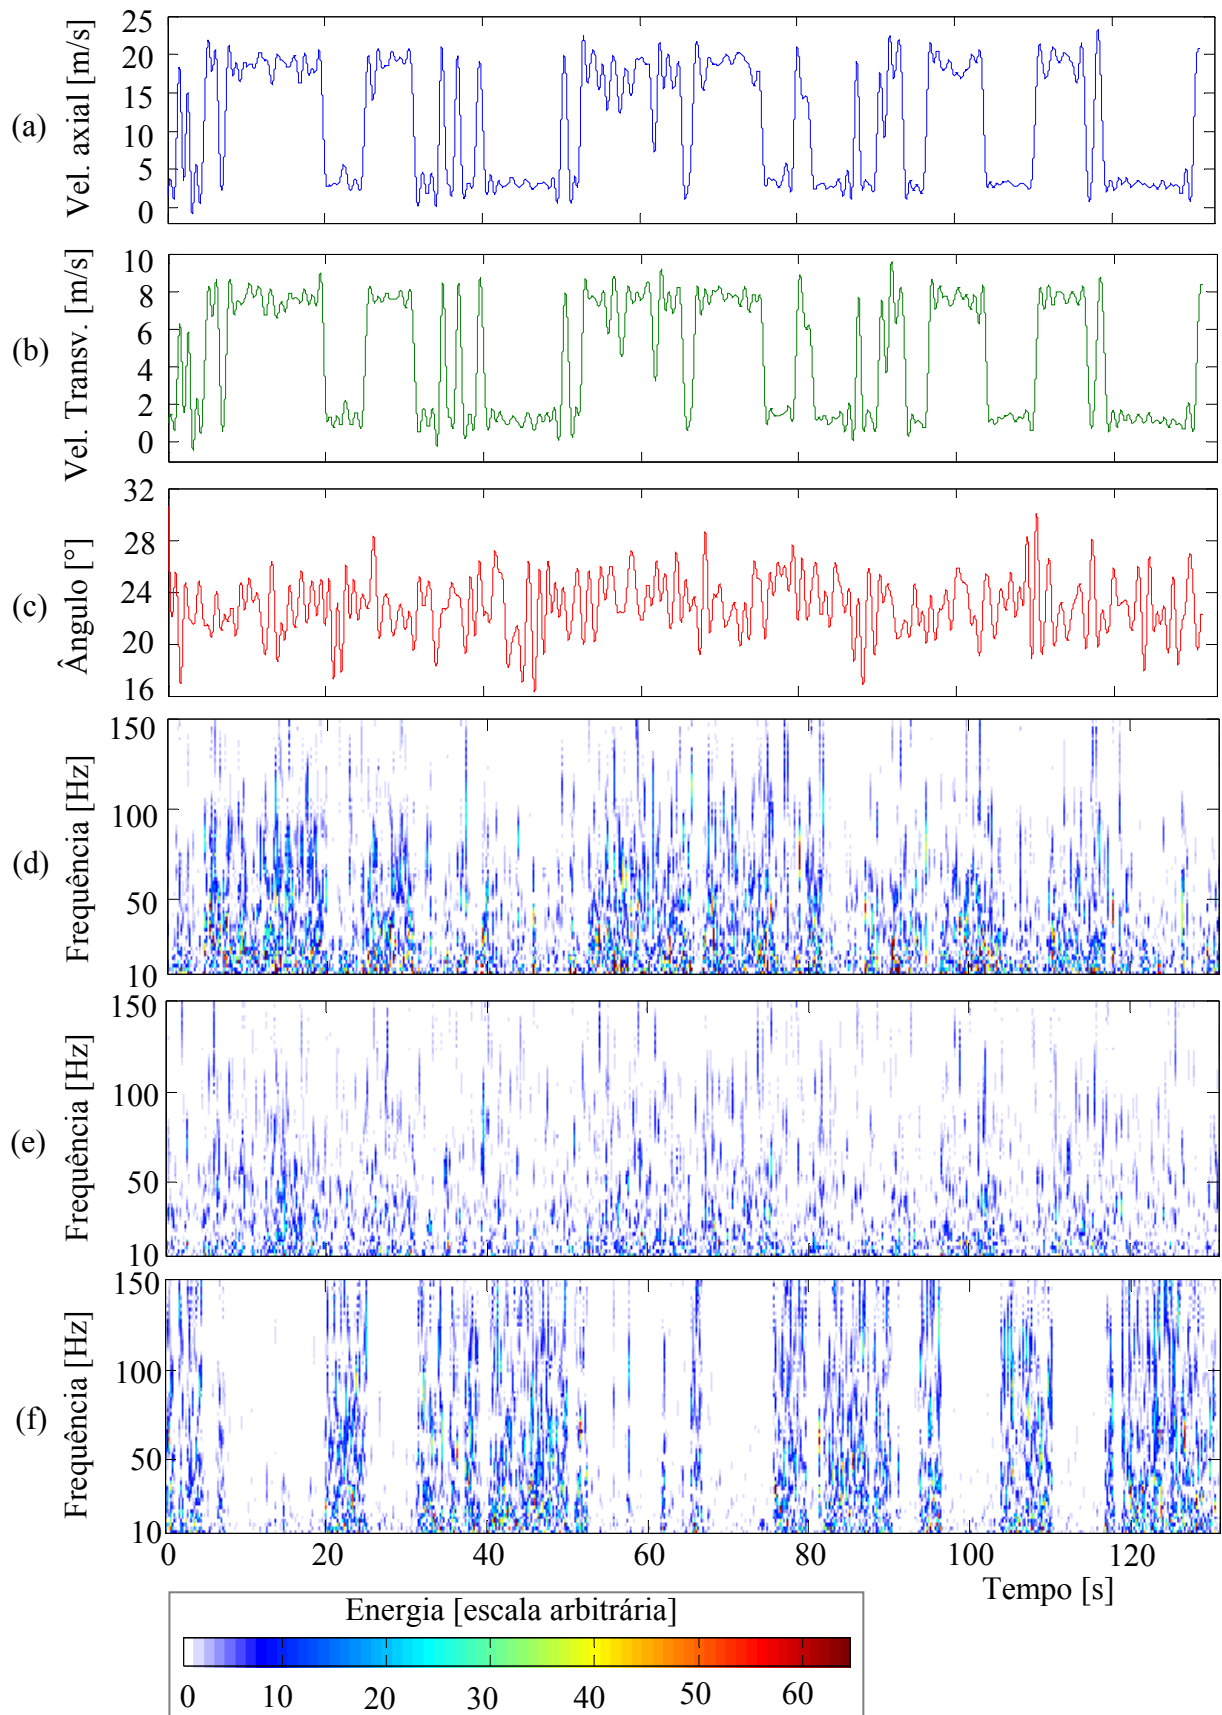 (a)
Vel. axial [m/s]
25
20
15
10
5
0
(b)
Vel. Transv. [m/s]
10
8
6
4
2
0
(c)
Ângulo [°]
32
28
24
20
16
(d)
Frequência [Hz]
150
100
50
10
(e)
Frequência [Hz]
150
100
50
10
(f)
Frequência [Hz]
150
100
50
10
0 20 40 60 80 100 120
Tempo [s]
Energia [escala arbitrária]
0 10 20 30 40 50 60